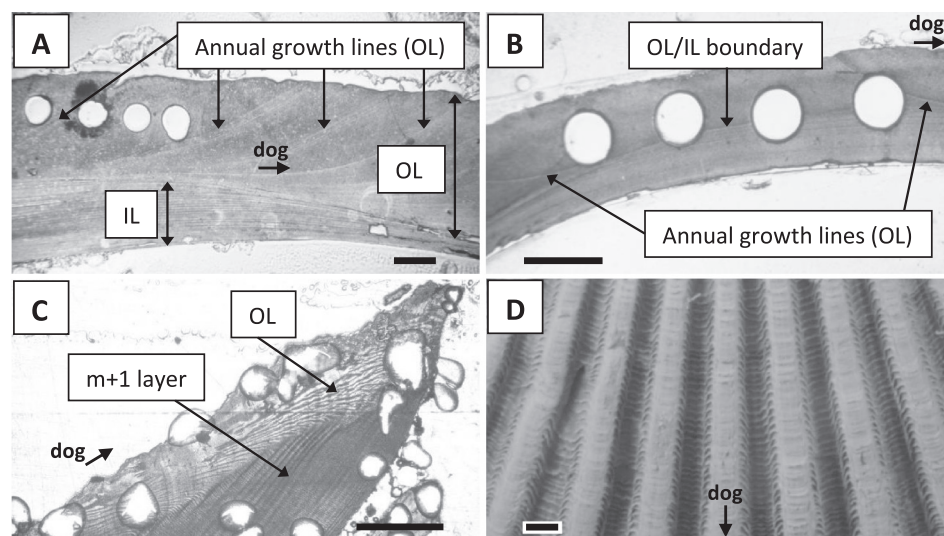 A
Annual growth lines (OL)
dog
OL
IL
B
OL/IL boundary
dog
Annual growth lines (OL)
C
OL
m+1 layer
dog
D
dog